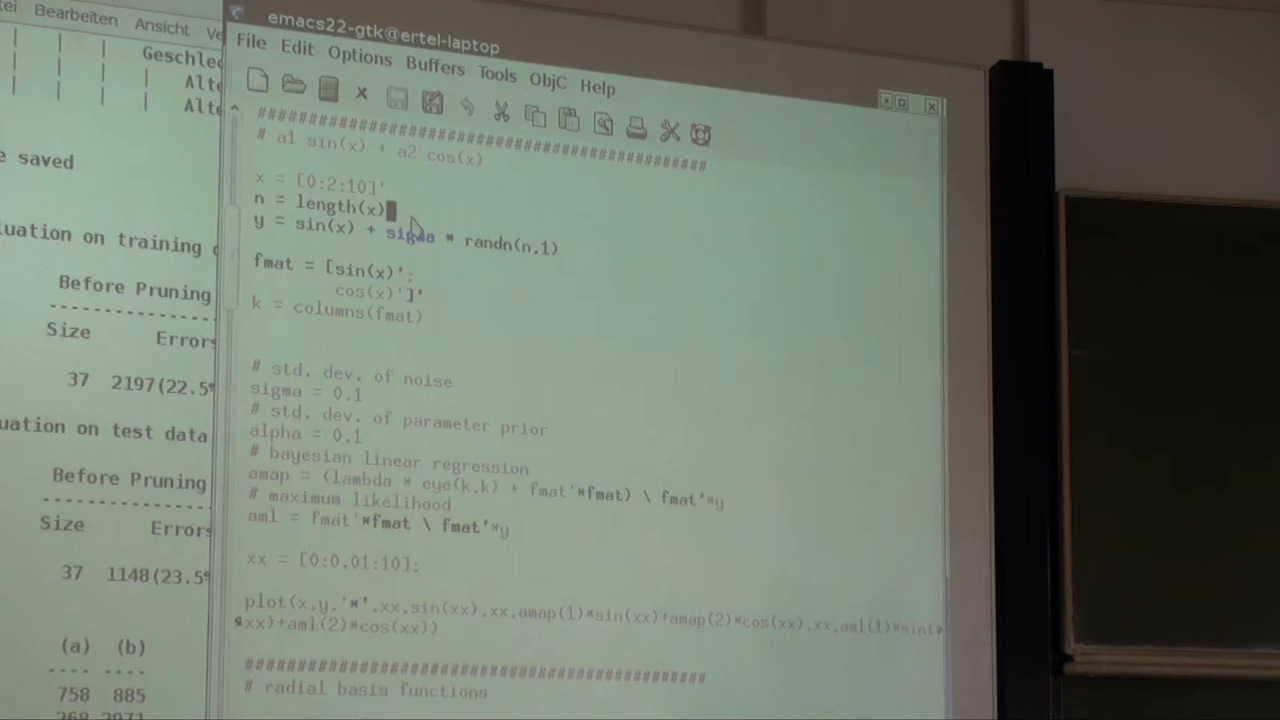 tei Bearbeiten Ansicht
Geschle
Alte
Alte
e saved
luation on training
Before Pruning
----------------
Size Errors
37 2197(22.5%
uation on test data
Before Pruning
----------------
Size Errors
37 1148(23.5%
(a) (b)
---- ----
758 885
268 2971
emacs22-gtk@ertel-laptop
File Edit Options Buffers Tools ObjC Help
###########################################
# a1 sin(x) + a2 cos(x)
x = [0:2:10]'
n = length(x)
y = sin(x) + sigma * randn(n,1)
fmat = [sin(x)';
cos(x)']'
k = columns(fmat)
# std. dev. of noise
sigma = 0.1
# std. dev. of parameter prior
alpha = 0.1
# bayesian linear regression
amap = (lambda * eye(k,k) + fmat'*fmat) \ fmat'*y
# maximum likelihood
aml = fmat'*fmat \ fmat'*y
xx = [0:0.01:10];
plot(x,y,'*',xx,sin(xx),xx,amap(1)*sin(xx)+amap(2)*cos(xx),xx,aml(1)*sin(
xx)+aml(2)*cos(xx))
###########################################
# radial basis functions